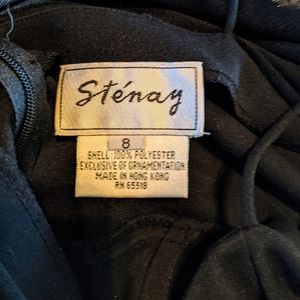 Sténay
8
SHELL: 100% POLYESTER
EXCLUSIVE OF ORNAMENTATION
MADE IN HONG KONG
RN 65518